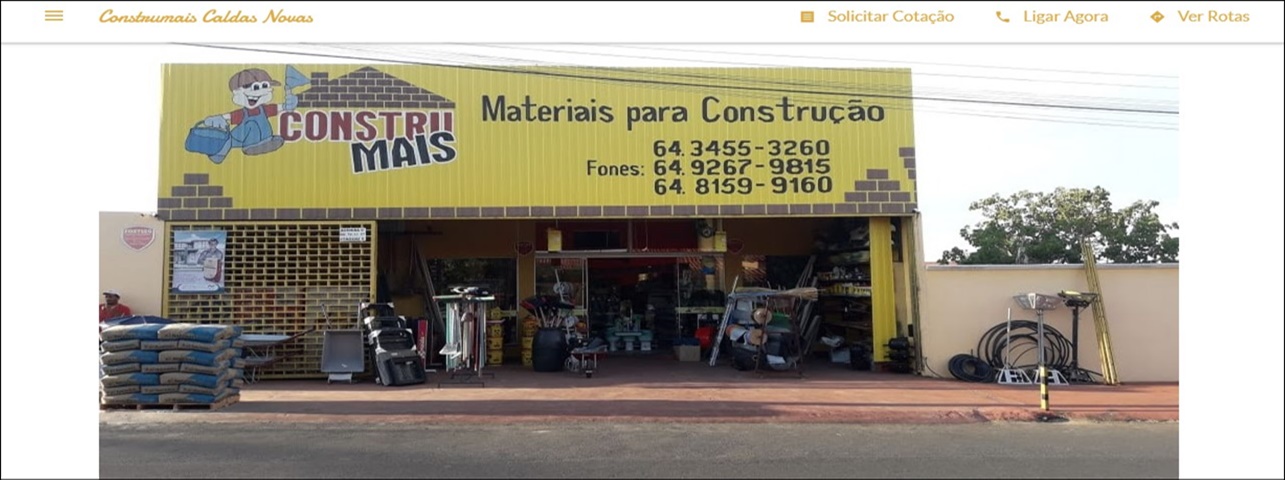 Construmais Caldas Novas
Solicitar Cotação
Ligar Agora
Ver Rotas
CONSTRU
MAIS
Materiais para Construção
Fones:
64. 3455-3260
64. 9267-9815
64. 8159-9160